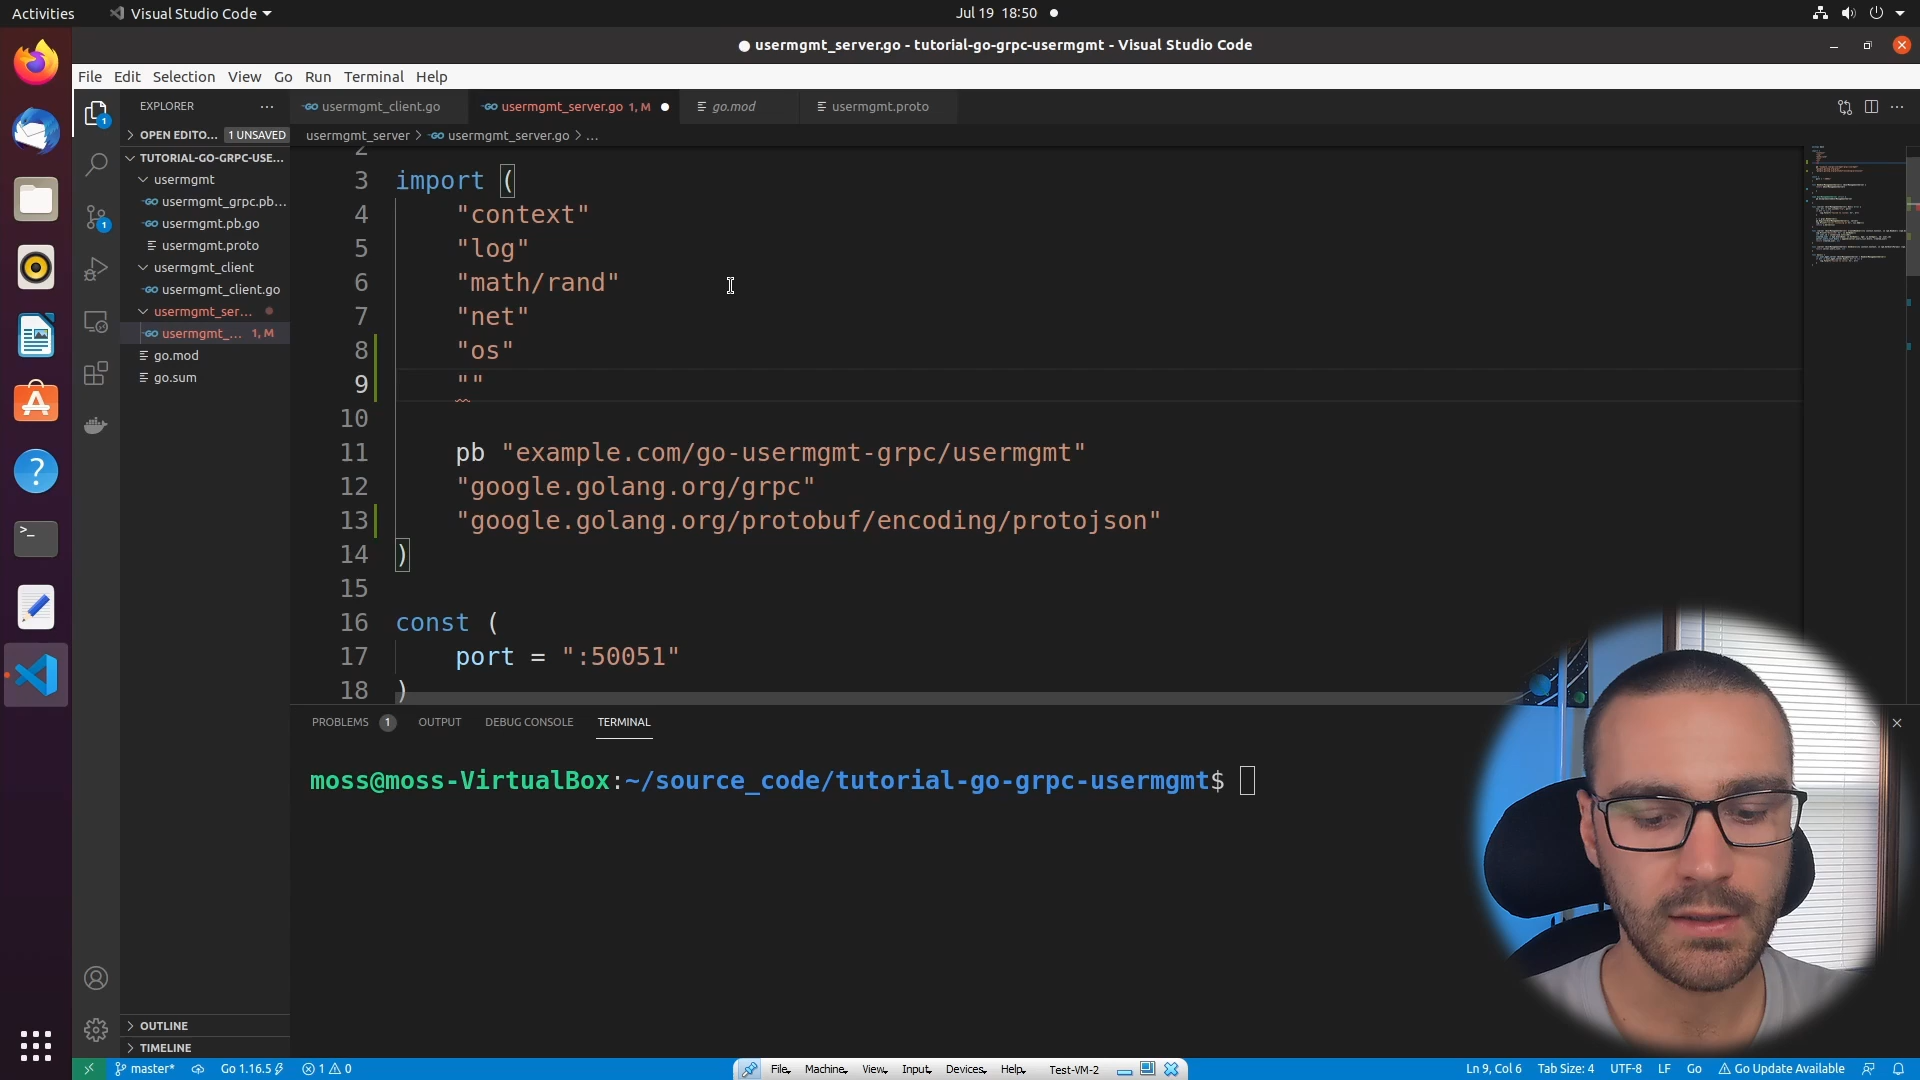 Activities
Visual Studio Code
Jul 19 18:50
usermgmt_server.go - tutorial-go-grpc-usermgmt - Visual Studio Code
File Edit Selection View Go Run Terminal Help
EXPLORER
usermgmt_client.go
usermgmt_server.go 1, M
go.mod
usermgmt.proto
OPEN EDITO... 1 UNSAVED
usermgmt_server > usermgmt_server.go > ...
TUTORIAL-GO-GRPC-USE...
usermgmt
usermgmt_grpc.pb...
usermgmt.pb.go
usermgmt.proto
usermgmt_client
usermgmt_client.go
usermgmt_ser...
usermgmt_... 1, M
go.mod
go.sum
2
3 import (
4 "context"
5 "log"
6 "math/rand"
7 "net"
8 "os"
9 ""
10
11 pb "example.com/go-usermgmt-grpc/usermgmt"
12 "google.golang.org/grpc"
13 "google.golang.org/protobuf/encoding/protojson"
14 )
15
16 const (
17 port = ":50051"
18 )
PROBLEMS 1 OUTPUT DEBUG CONSOLE TERMINAL
moss@moss-VirtualBox:~/source_code/tutorial-go-grpc-usermgmt$
OUTLINE
TIMELINE
master* Go 1.16.5 1 0
File Machine View Input Devices Help Test-VM-2
Ln 9, Col 6 Tab Size: 4 UTF-8 LF Go Go Update Available